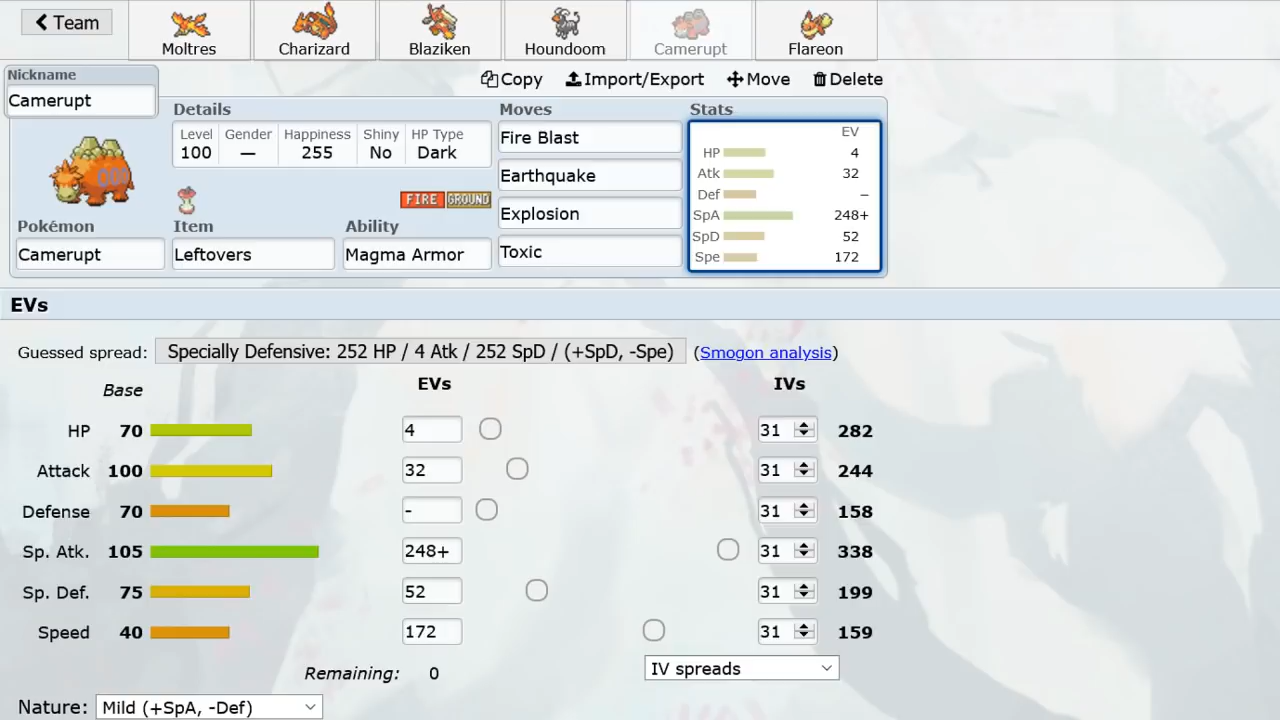 Team
Moltres
Charizard
Blaziken
Houndoom
Camerupt
Flareon
Nickname
Camerupt
Copy
Import/Export
Move
Delete
Details
Level
100
Gender
—
Happiness
255
Shiny
No
HP Type
Dark
FIRE GROUND
Pokémon
Camerupt
Item
Leftovers
Ability
Magma Armor
Moves
Fire Blast
Earthquake
Explosion
Toxic
Stats
EV
HP 4
Atk 32
Def –
SpA 248+
SpD 52
Spe 172
EVs
Guessed spread: Specially Defensive: 252 HP / 4 Atk / 252 SpD / (+SpD, -Spe) (Smogon analysis)
Base EVs IVs
HP 70 4 31 282
Attack 100 32 31 244
Defense 70 - 31 158
Sp. Atk. 105 248+ 31 338
Sp. Def. 75 52 31 199
Speed 40 172 31 159
Remaining: 0 IV spreads
Nature: Mild (+SpA, -Def)